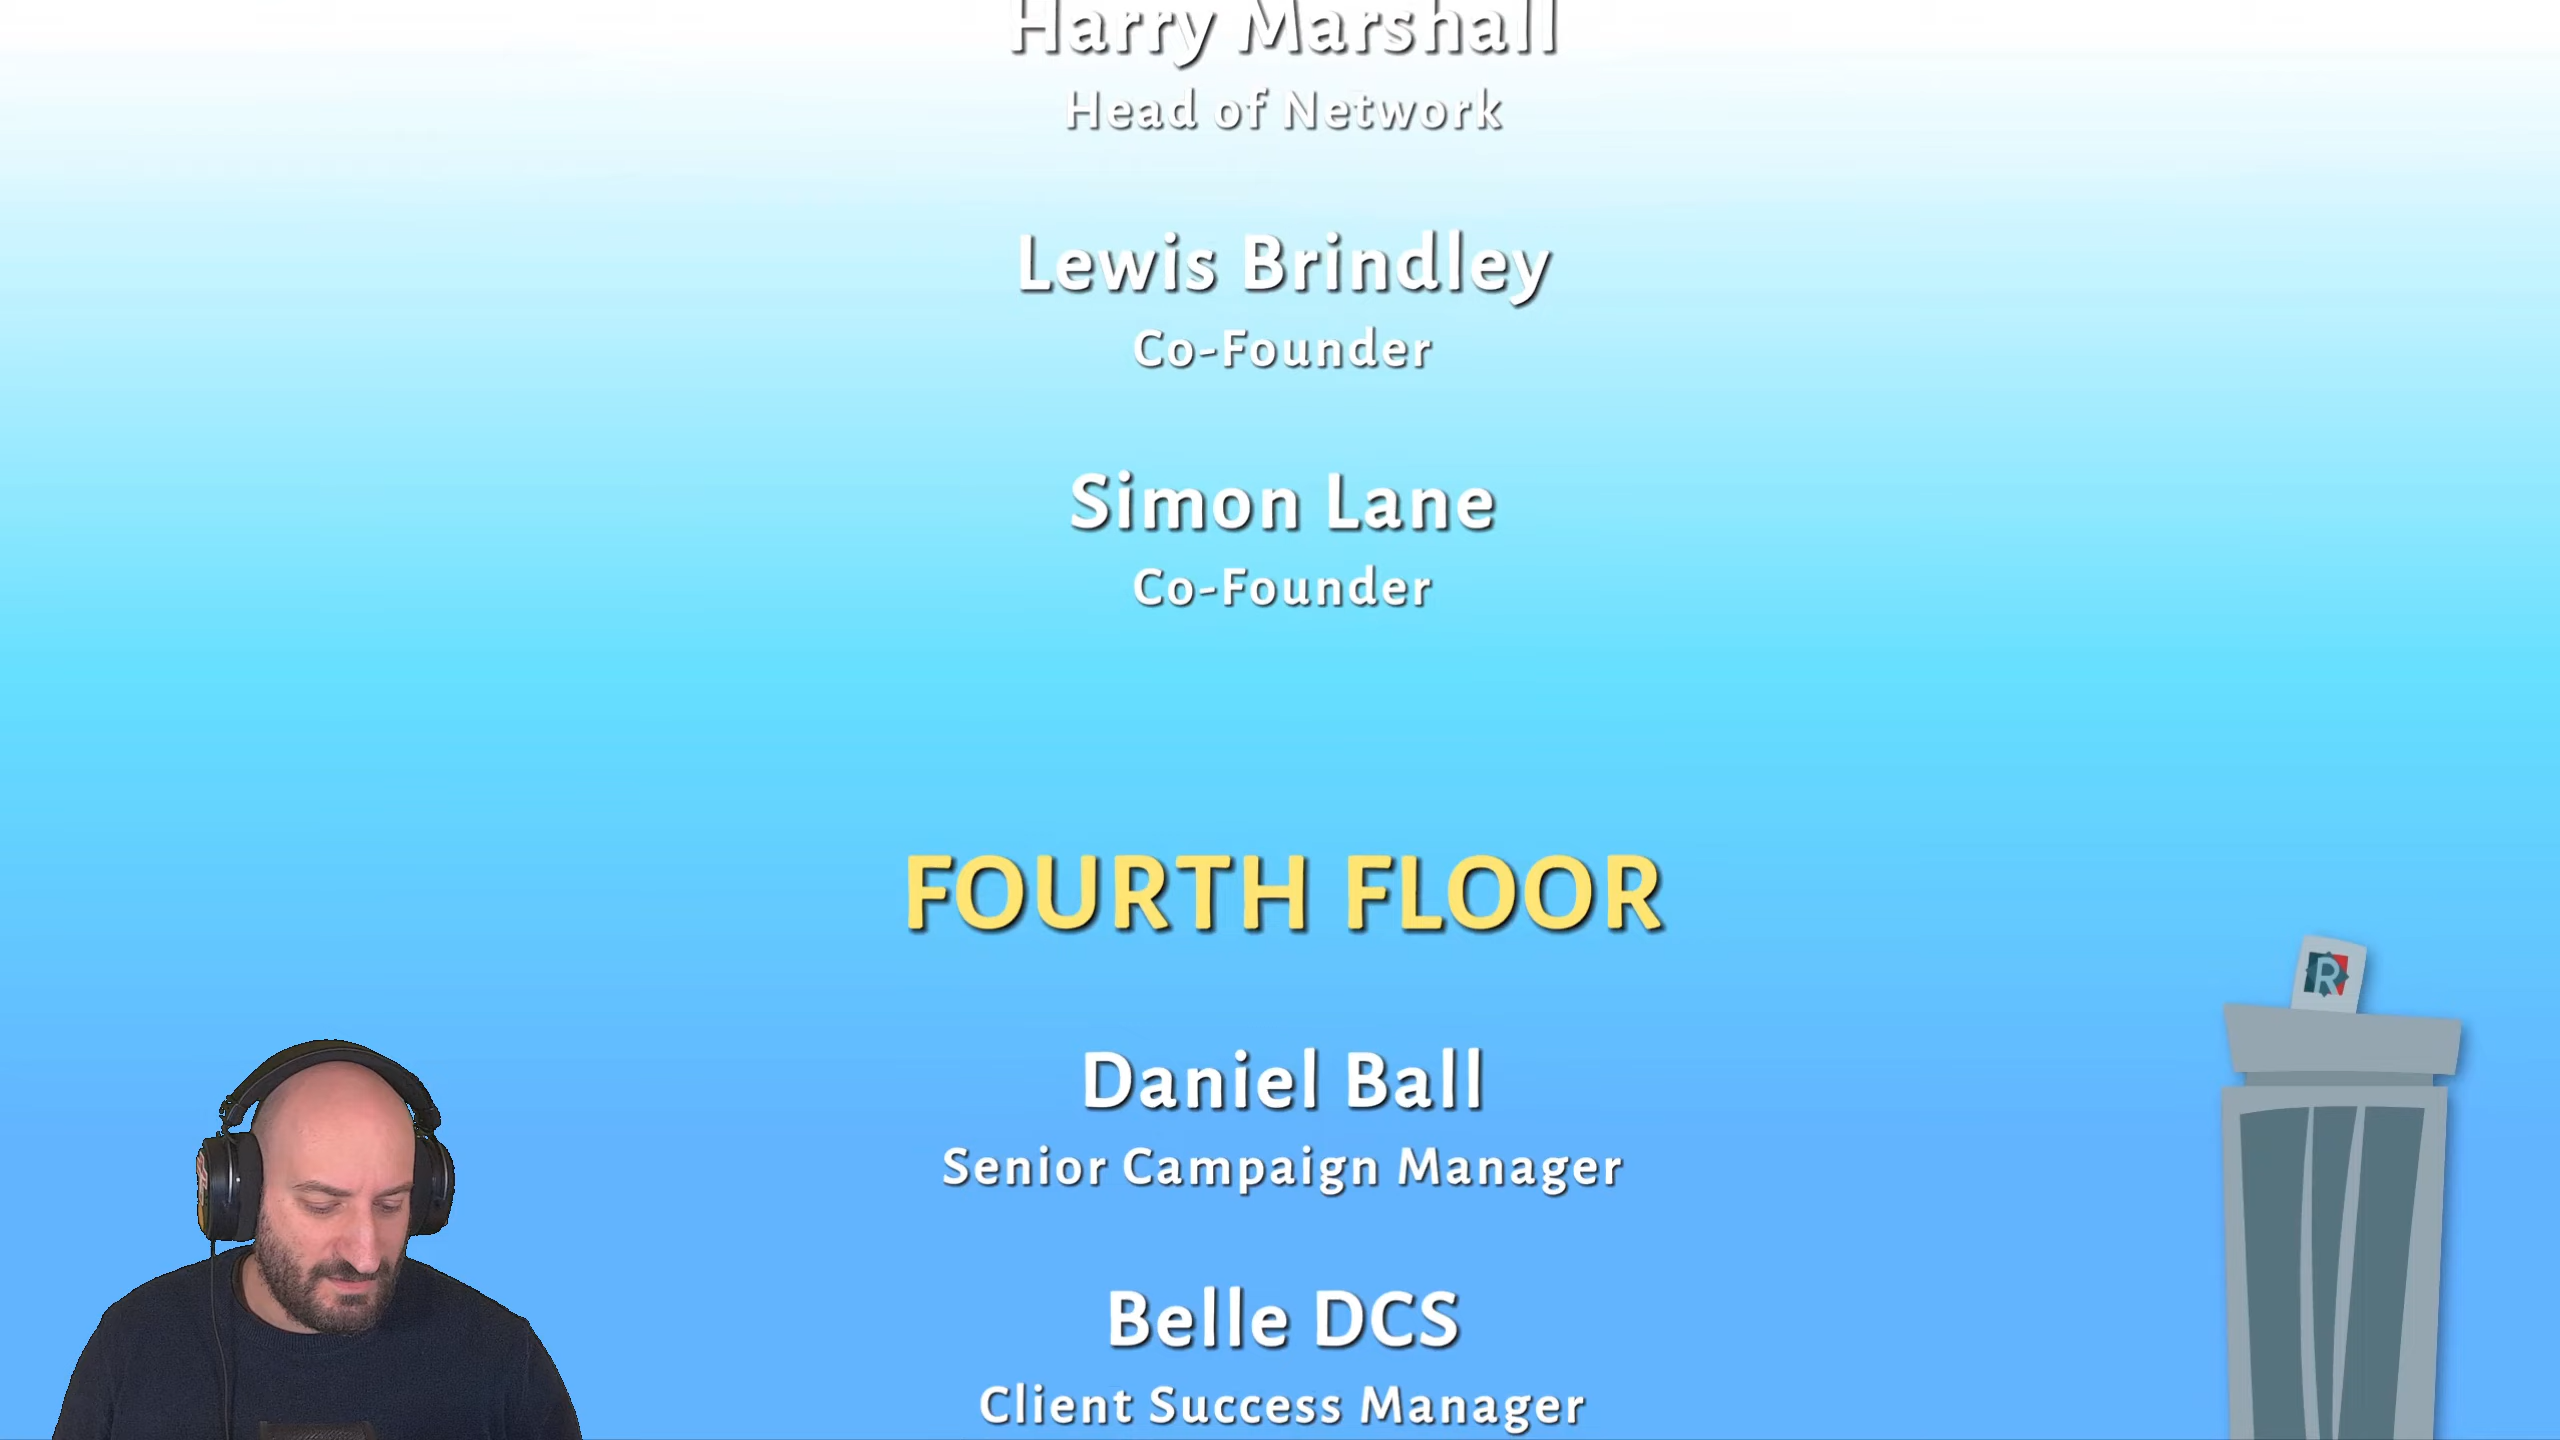 Harry Marshall
Head of Network
Lewis Brindley
Co-Founder
Simon Lane
Co-Founder
FOURTH FLOOR
R
Daniel Ball
Senior Campaign Manager
Belle DCS
Client Success Manager